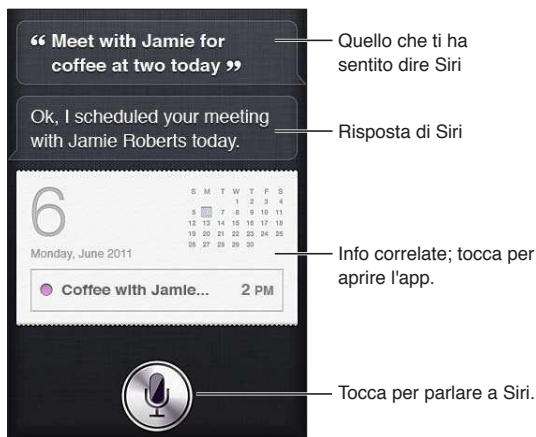 “ Meet with Jamie for
coffee at two today ”
Quello che ti ha
sentito dire Siri
Ok, I scheduled your meeting
with Jamie Roberts today.
Risposta di Siri
6
Monday, June 2011
S M T W T F S
1 2 3 4
5 6 7 8 9 10 11
12 13 14 15 16 17 18
19 20 21 22 23 24 25
26 27 28 29 30
Coffee with Jamie... 2 PM
Info correlate; tocca per
aprire l'app.
Tocca per parlare a Siri.